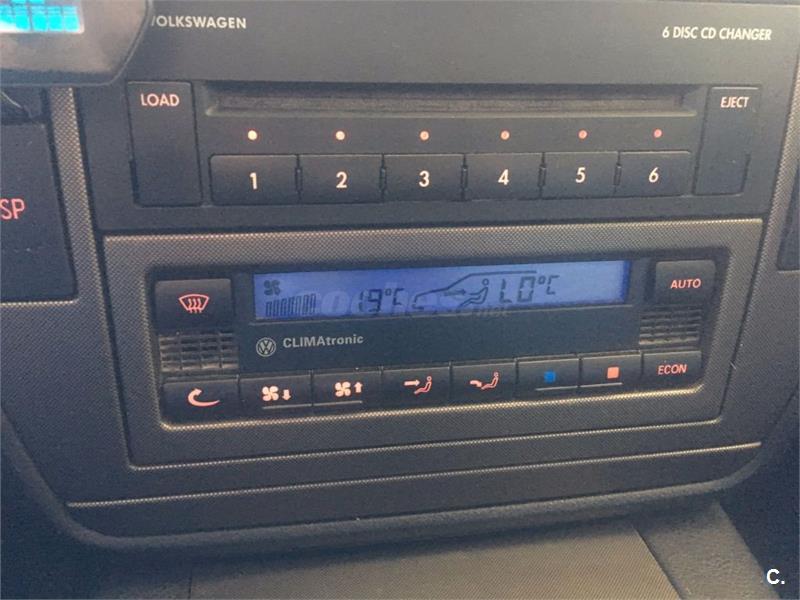 VOLKSWAGEN
6 DISC CD CHANGER
LOAD
EJECT
1 2 3 4 5 6
SP
19°C LO°C
AUTO
CLIMAtronic
ECON
C.